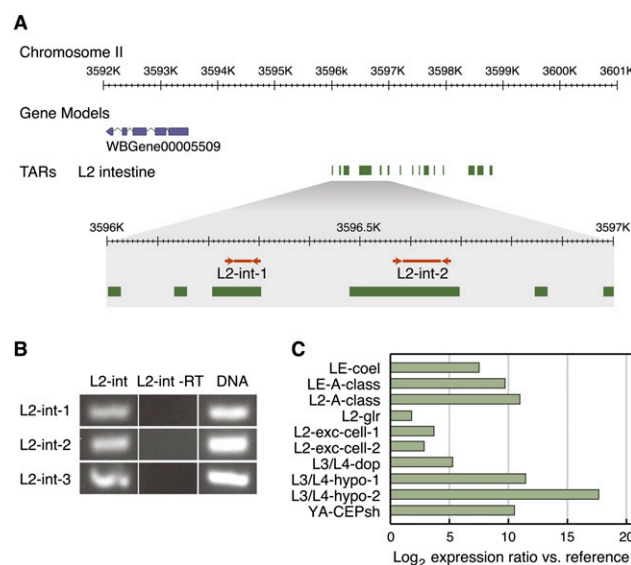 A
Chromosome II
3592K 3593K 3594K 3595K 3596K 3597K 3598K 3599K 3600K 3601K
Gene Models
WBGene00005509
TARs L2 intestine
3596K 3596.5K 3597K
L2-int-1 L2-int-2
B
L2-int L2-int -RT DNA
L2-int-1
L2-int-2
L2-int-3
C
LE-coel
LE-A-class
L2-A-class
L2-glr
L2-exc-cell-1
L2-exc-cell-2
L3/L4-dop
L3/L4-hypo-1
L3/L4-hypo-2
YA-CEPsh
0 5 10 15 20
Log2 expression ratio vs. reference